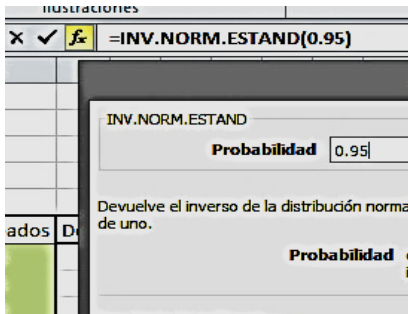 ilustraciones
fx =INV.NORM.ESTAND(0.95)
INV.NORM.ESTAND
Probabilidad 0.95
Devuelve el inverso de la distribución norma
de uno.
ados D
Probabilidad